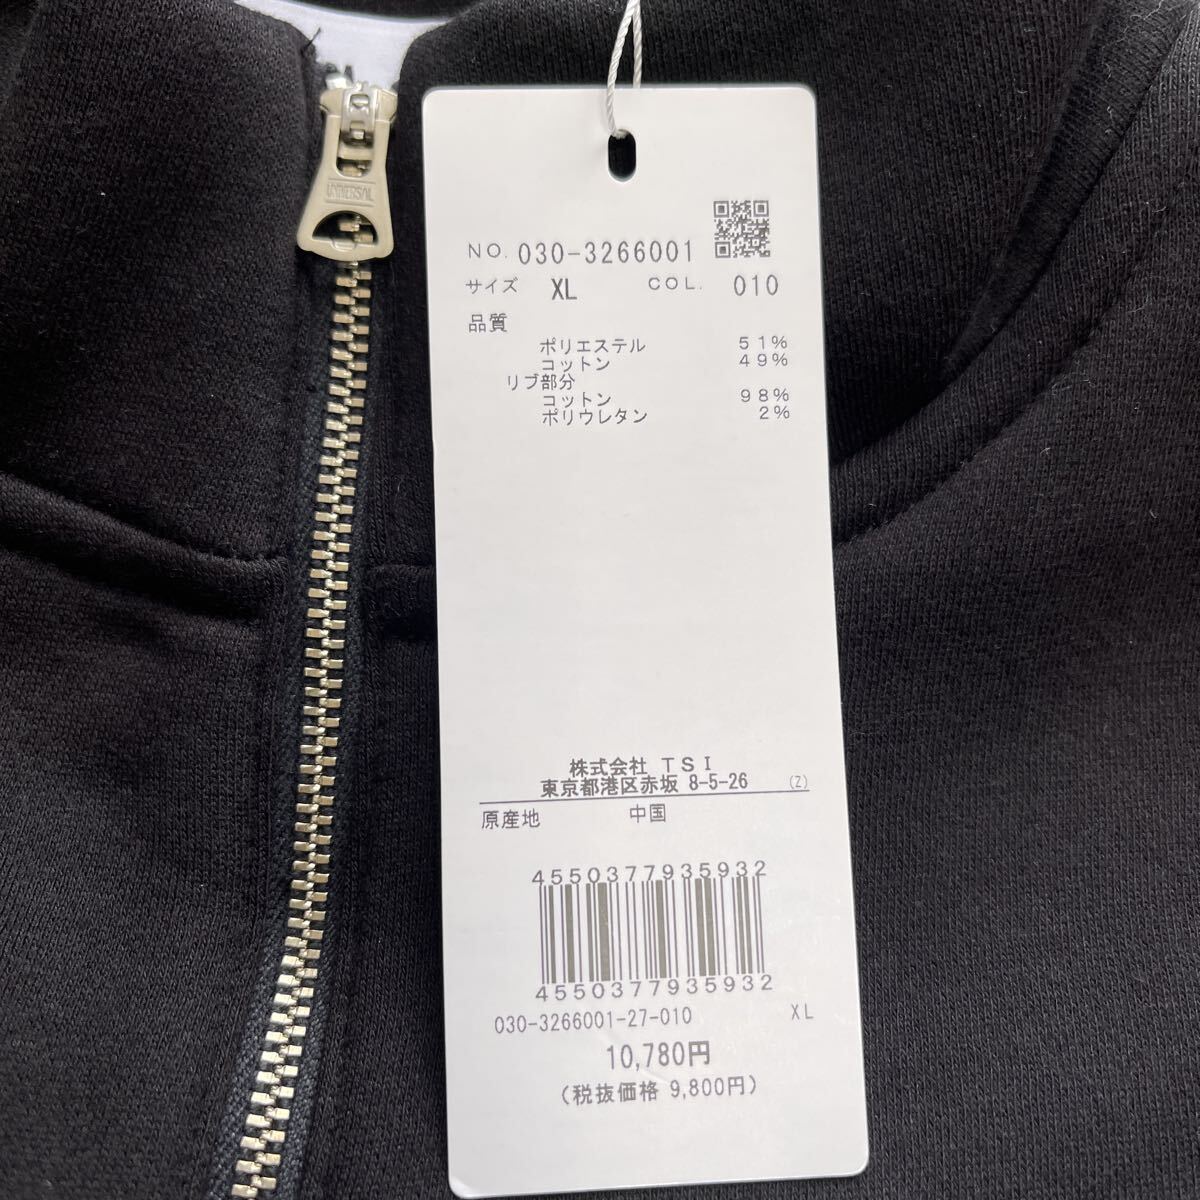 UNIVERSAL
NO. 030-3266001
サイズ XL COL. 010
品質
ポリエステル 51%
コットン 49%
リブ部分
コットン 98%
ポリウレタン 2%
株式会社 TSI
東京都港区赤坂 8-5-26 (Z)
原産地 中国
4550377935932
4550377935932
030-3266001-27-010 XL
10,780円
(税抜価格 9,800円)